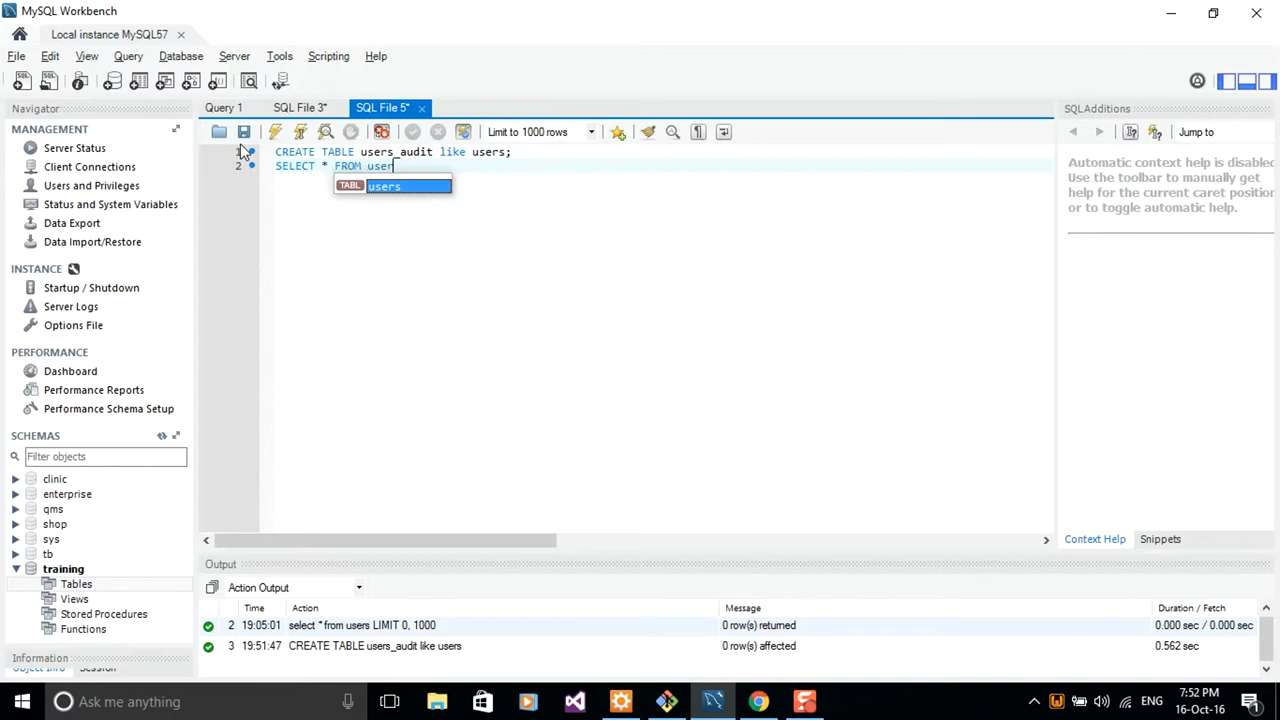 MySQL Workbench
Local instance MySQL57
File Edit View Query Database Server Tools Scripting Help
Navigator
MANAGEMENT
Server Status
Client Connections
Users and Privileges
Status and System Variables
Data Export
Data Import/Restore
INSTANCE
Startup / Shutdown
Server Logs
Options File
PERFORMANCE
Dashboard
Performance Reports
Performance Schema Setup
SCHEMAS
Filter objects
clinic
enterprise
qms
shop
sys
tb
training
Tables
Views
Stored Procedures
Functions
Information
Object Info Session
Query 1 SQL File 3* SQL File 5*
Limit to 1000 rows
1 CREATE TABLE users_audit like users;
2 SELECT * FROM user
TABL users
SQLAdditions
Jump to
Automatic context help is disabled
Use the toolbar to manually get
help for the current caret position
or to toggle automatic help.
Context Help Snippets
Output
Action Output
Time Action Message Duration / Fetch
2 19:05:01 select * from users LIMIT 0, 1000 0 row(s) returned 0.000 sec / 0.000 sec
3 19:51:47 CREATE TABLE users_audit like users 0 row(s) affected 0.562 sec
Ask me anything
7:52 PM
16-Oct-16